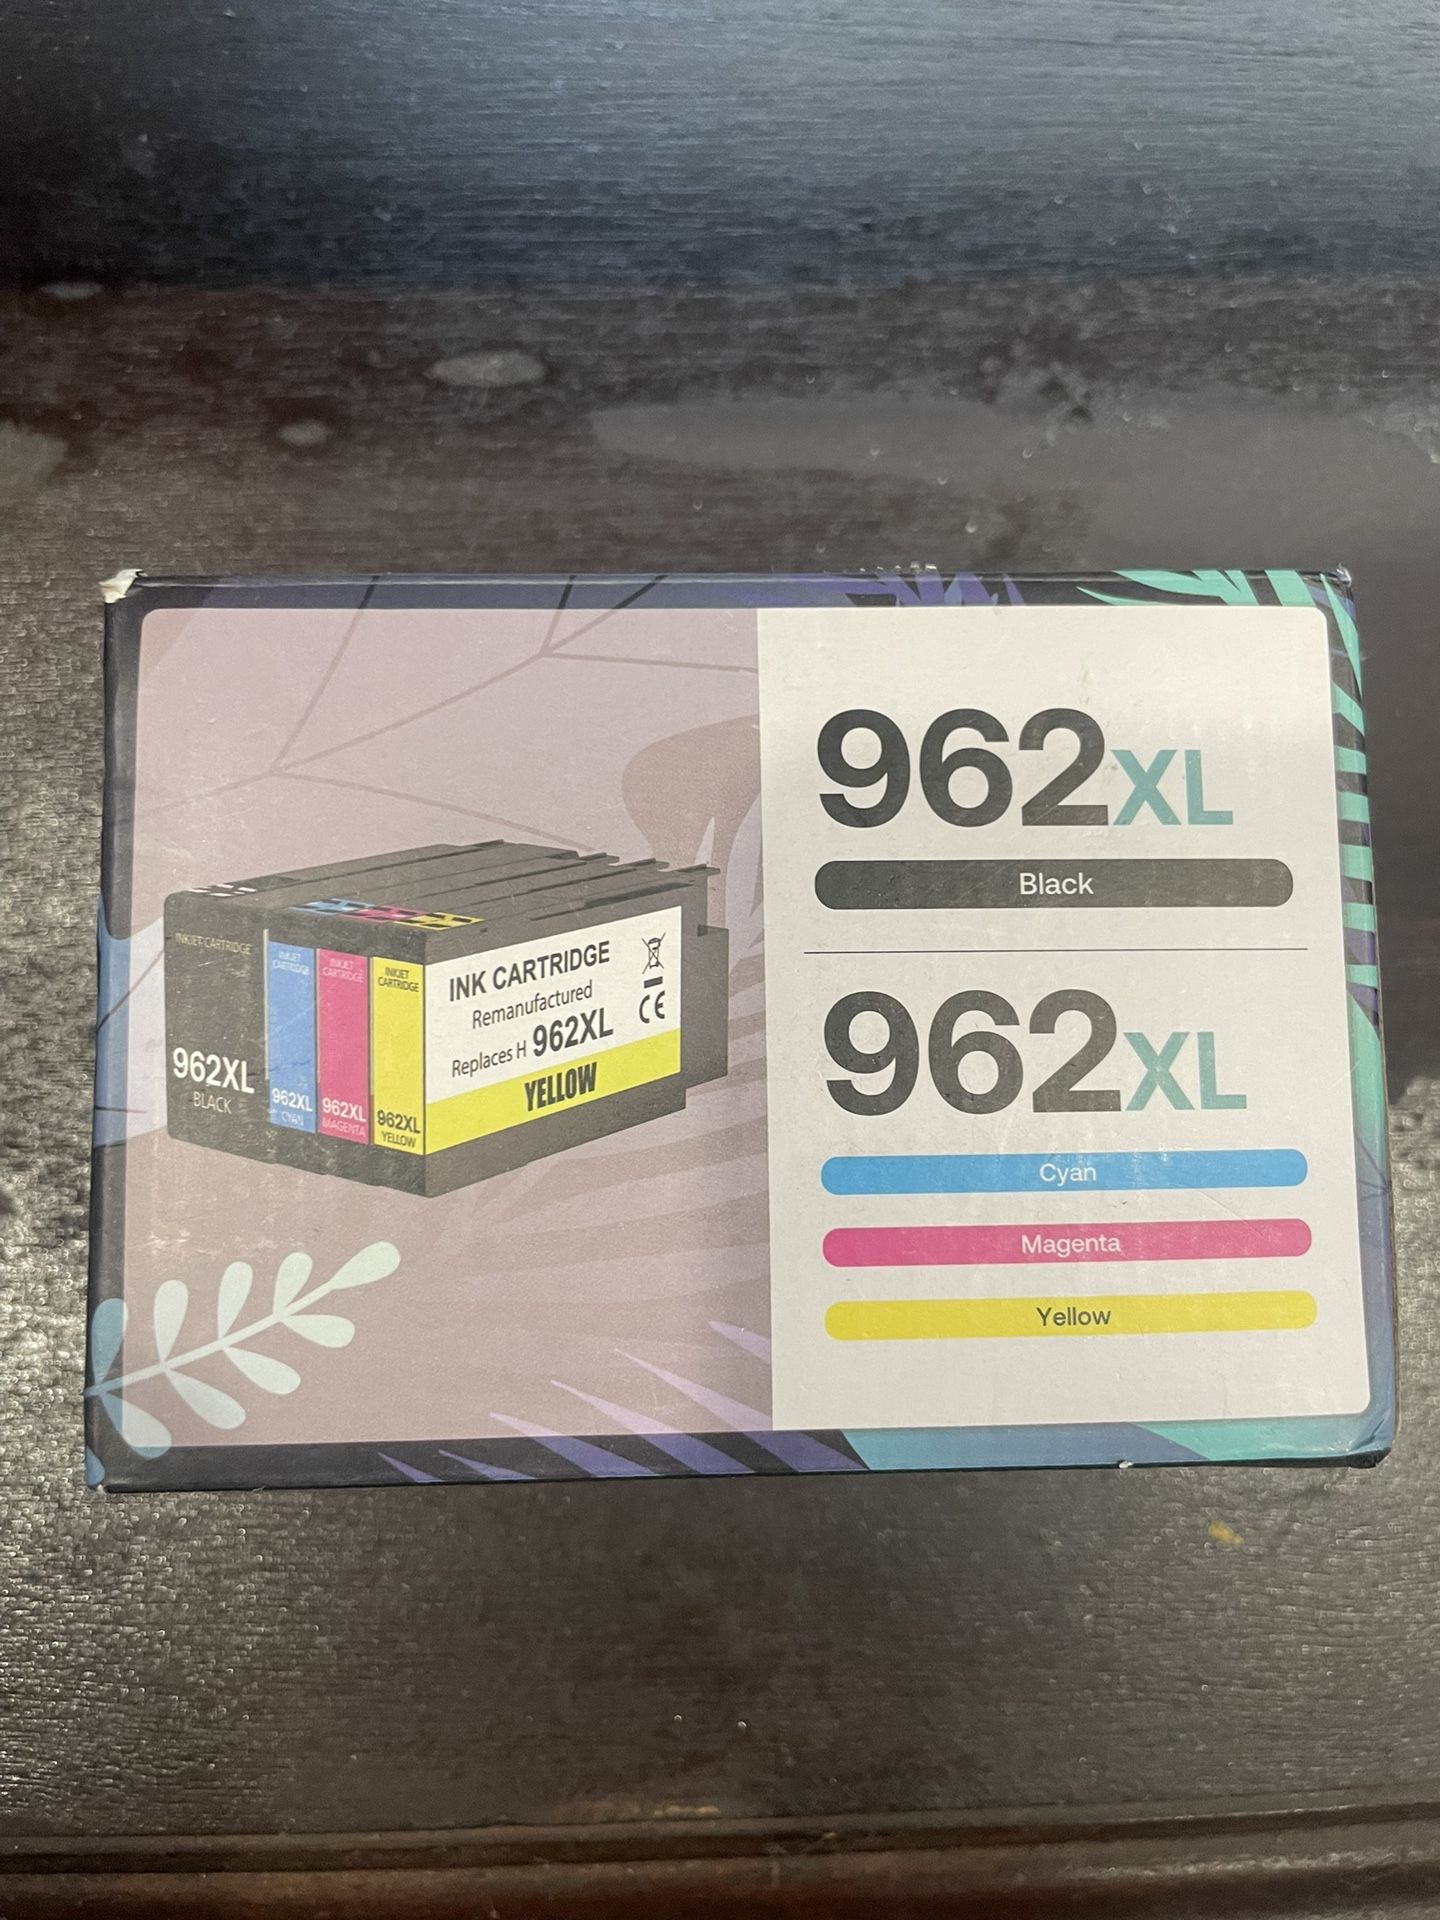 INKJET CARTRIDGE
962XL
BLACK
INKJET
CARTRIDGE
962XL
CYAN
INKJET
CARTRIDGE
962XL
MAGENTA
INKJET
CARTRIDGE
962XL
YELLOW
INK CARTRIDGE
Remanufactured
Replaces H 962XL
YELLOW
CE
962XL
Black
962XL
Cyan
Magenta
Yellow